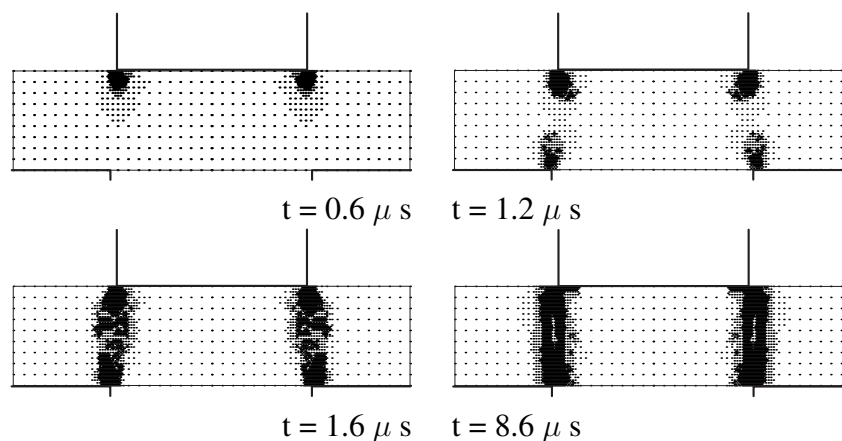 t = 0.6 μ s
t = 1.2 μ s
t = 1.6 μ s
t = 8.6 μ s